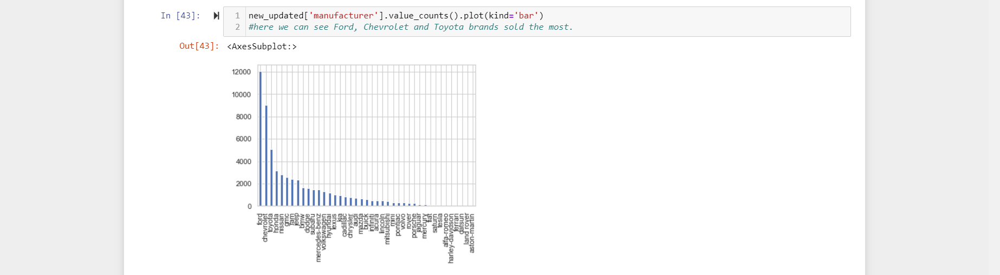 In [43]:
1 new_updated['manufacturer'].value_counts().plot(kind='bar')
2 #here we can see Ford, Chevrolet and Toyota brands sold the most.
Out[43]: <AxesSubplot:>
12000
10000
8000
6000
4000
2000
0
ford
chevrolet
toyota
honda
nissan
gmc
ram
jeep
bmw
dodge
subaru
mercedes-benz
volkswagen
hyundai
lexus
kia
cadillac
chrysler
audi
mazda
buick
infiniti
acura
lincoln
mitsubishi
mini
pontiac
volvo
rover
porsche
jaguar
mercury
fiat
saturn
tesla
alfa-romeo
harley-davidson
ferrari
datsun
land rover
aston-martin